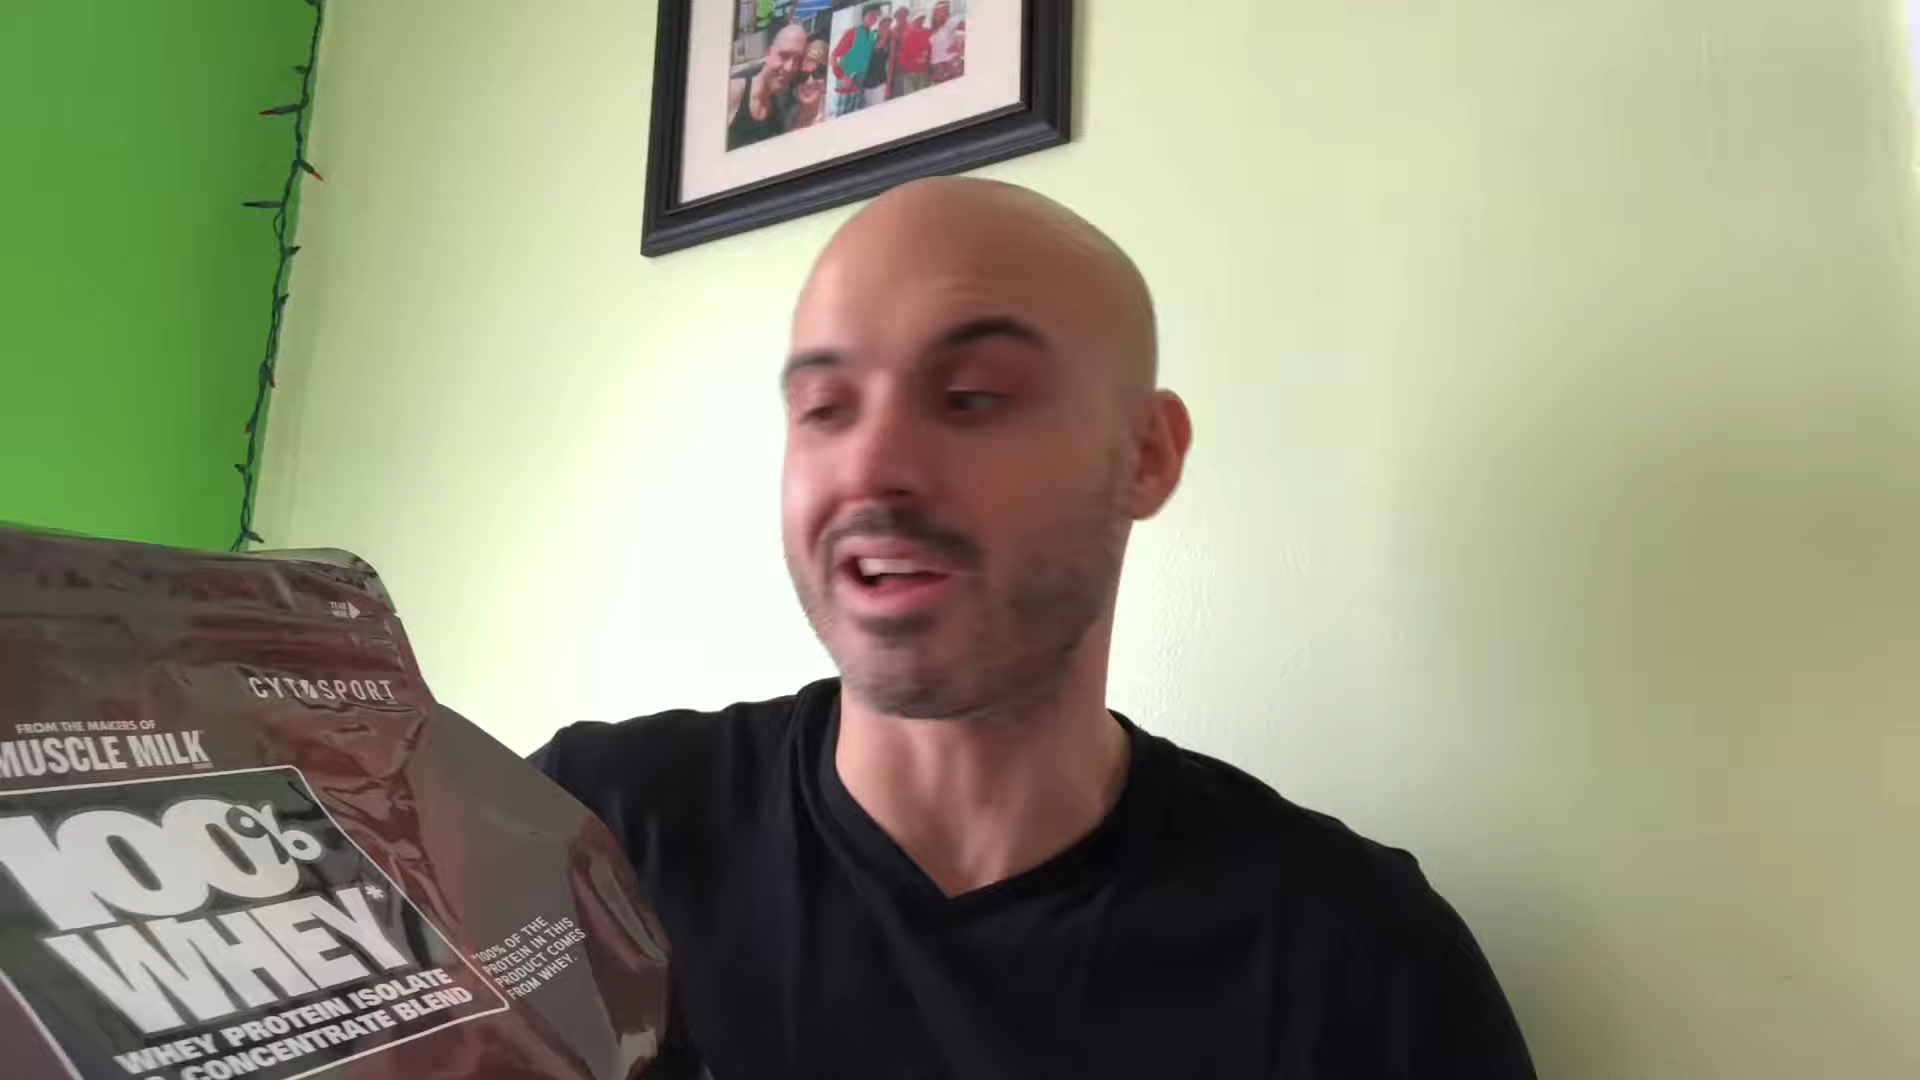 TEAR
HERE
CYTOSPORT
FROM THE MAKERS OF
MUSCLE MILK
100%
WHEY*
WHEY PROTEIN ISOLATE
& CONCENTRATE BLEND
*100% OF THE
PROTEIN IN THIS
PRODUCT COMES
FROM WHEY.